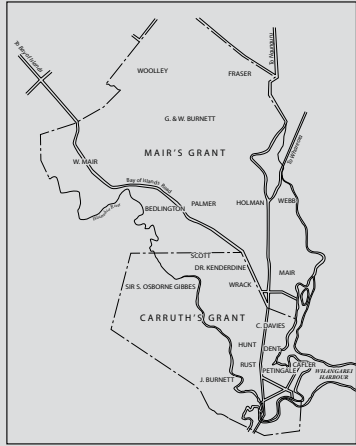 To Bay of Islands
To Ngunguru
WOOLLEY
FRASER
G. & W. BURNETT
To Whareora
MAIR'S GRANT
W. MAIR
Bay of Islands Road
BEDLINGTON
PALMER
HOLMAN
WEBB
SCOTT
DR. KENDERDINE
MAIR
SIR S. OSBORNE GIBBES
WRACK
CARRUTH'S GRANT
C. DAVIES
HUNT
DENT
RUST
CAFLER
PETINGALE
WHANGAREI
HARBOUR
J. BURNETT